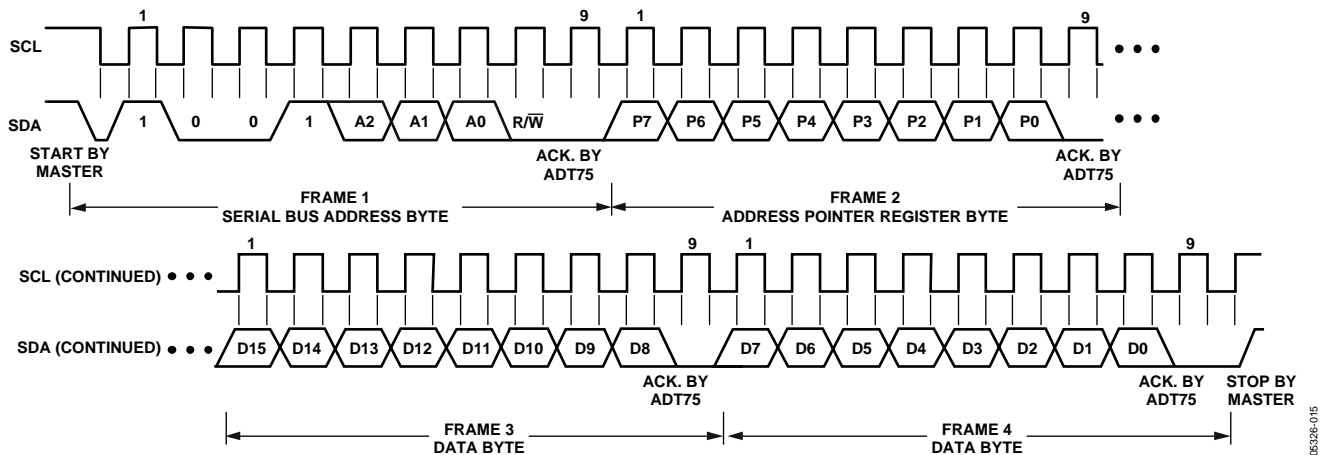 1 9 1 9
SCL
SDA 1 0 0 1 A2 A1 A0 R/W̅ P7 P6 P5 P4 P3 P2 P1 P0
START BY
MASTER
ACK. BY
ADT75
ACK. BY
ADT75
FRAME 1
SERIAL BUS ADDRESS BYTE
FRAME 2
ADDRESS POINTER REGISTER BYTE
1 9 1 9
SCL (CONTINUED)
SDA (CONTINUED) D15 D14 D13 D12 D11 D10 D9 D8 D7 D6 D5 D4 D3 D2 D1 D0
ACK. BY
ADT75
ACK. BY
ADT75
STOP BY
MASTER
FRAME 3
DATA BYTE
FRAME 4
DATA BYTE
05326-015